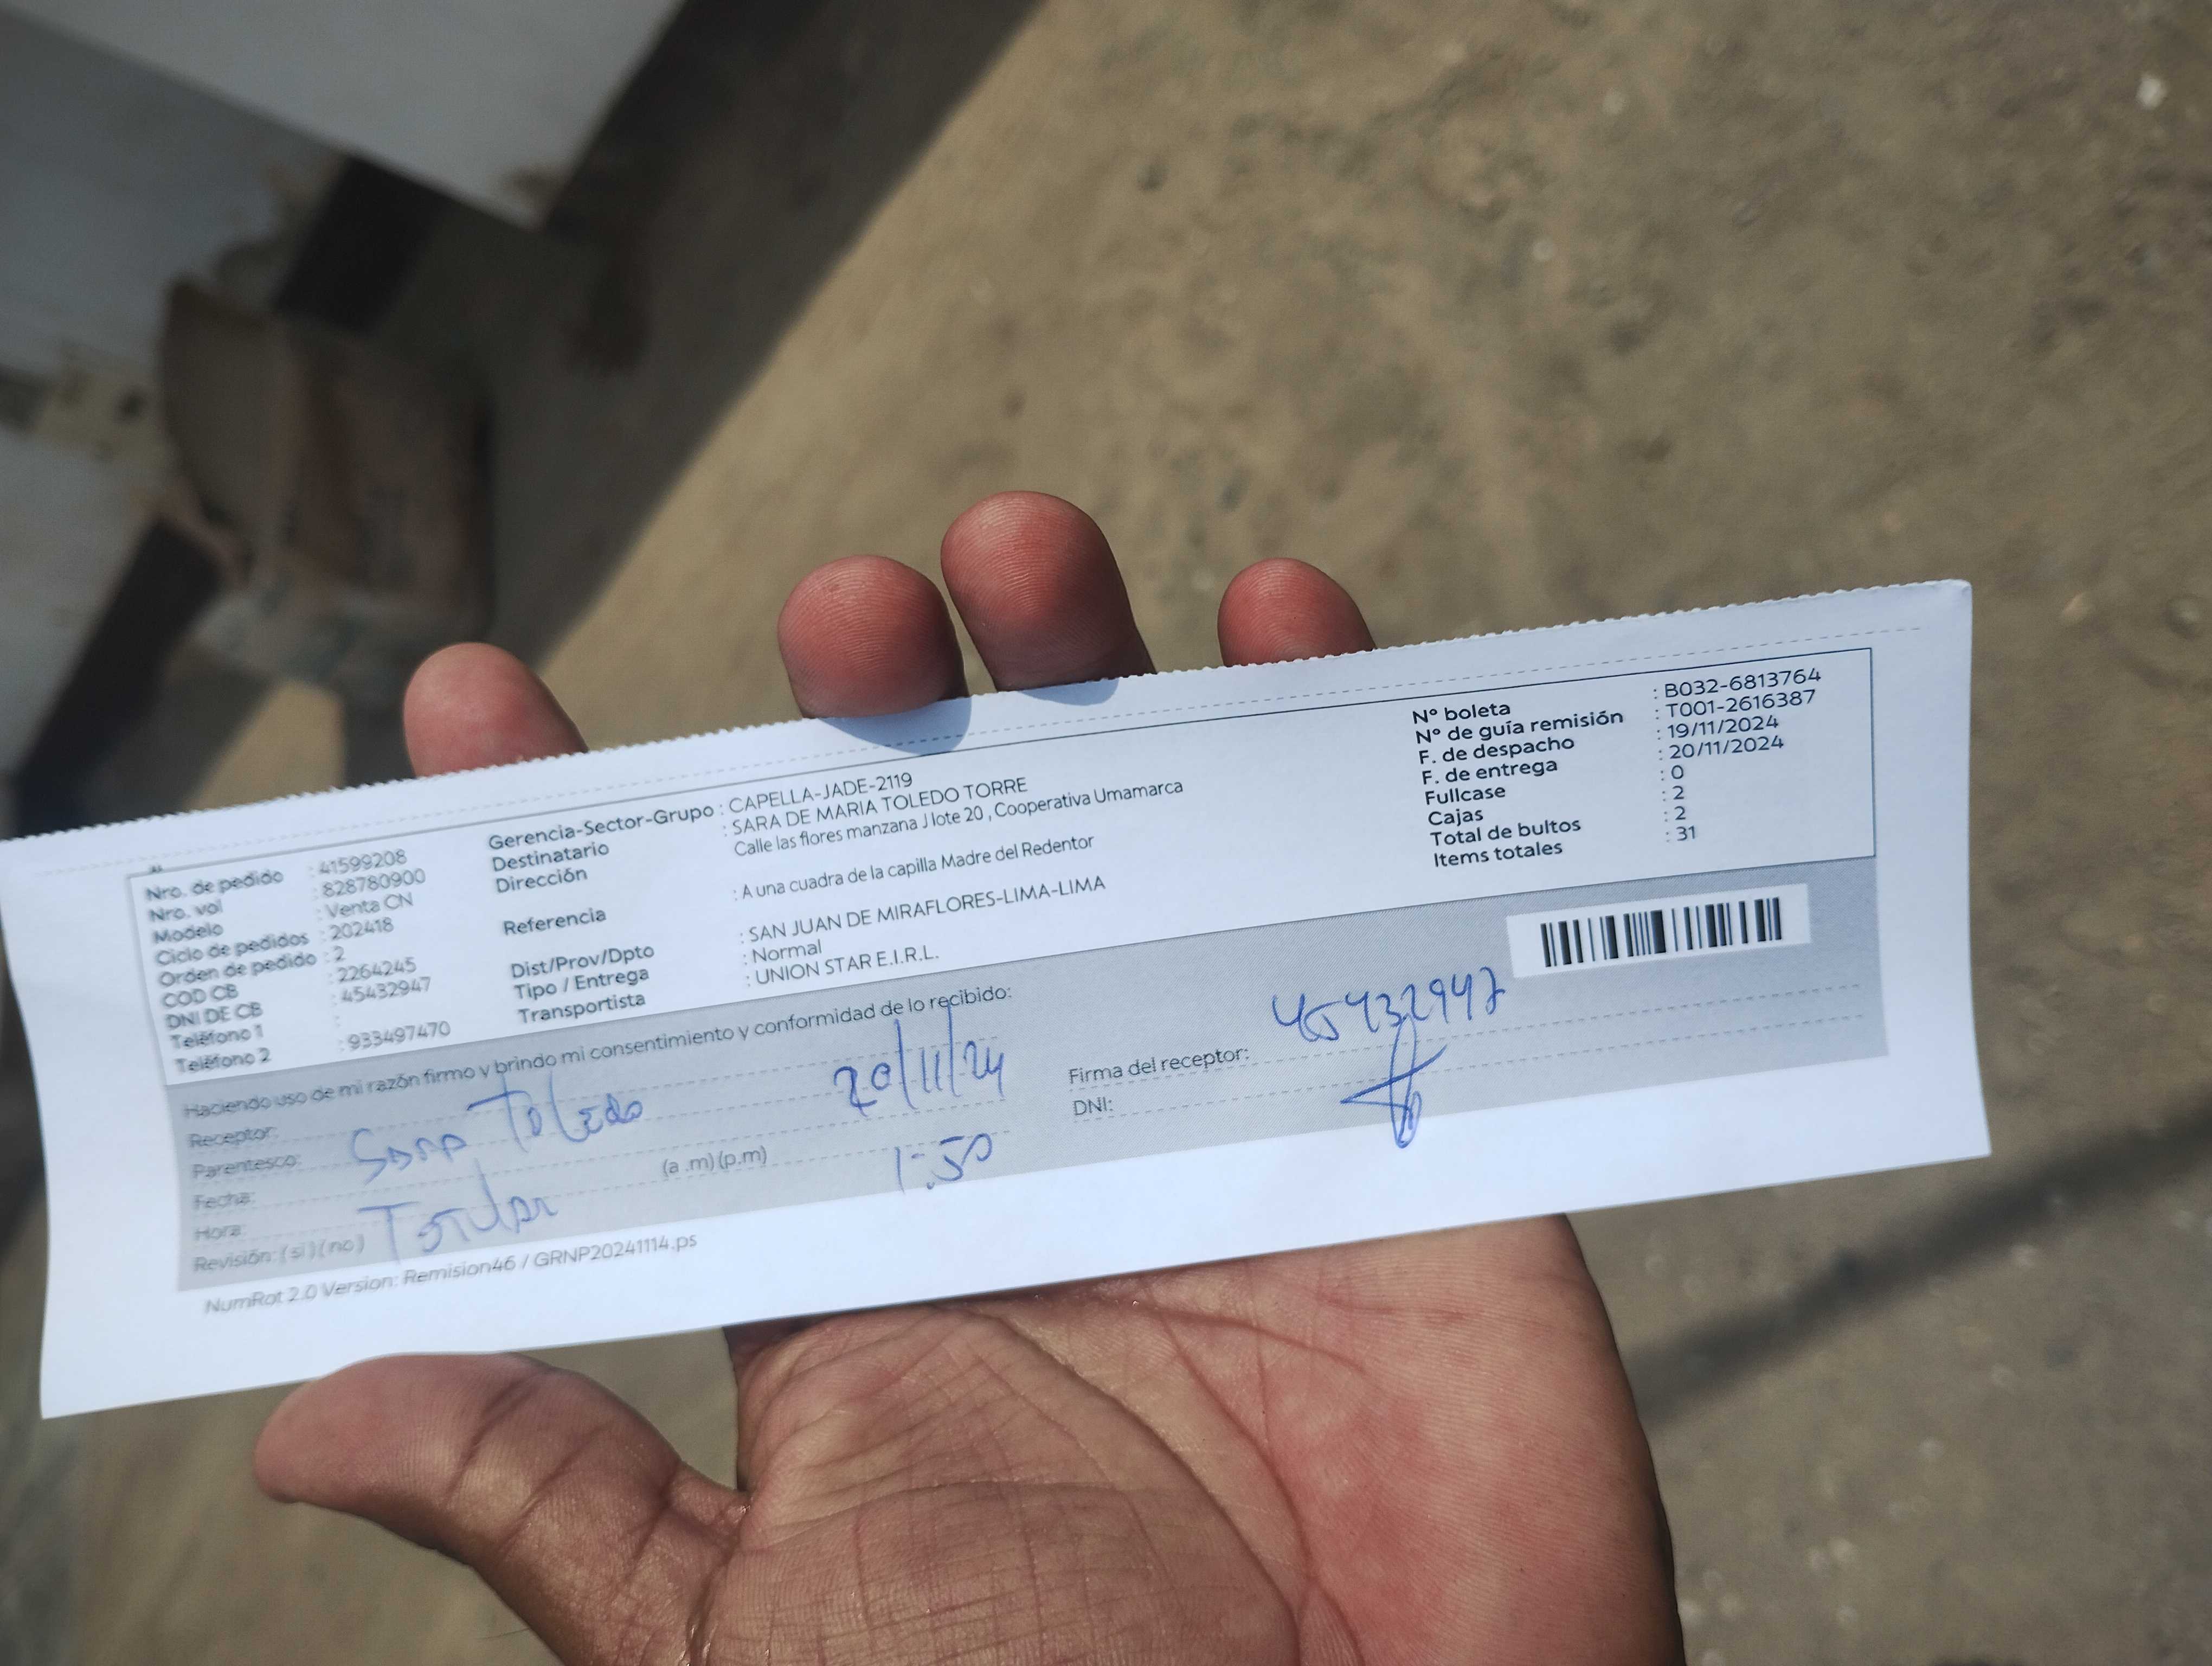 Nro. de pedido : 41599208
Nro. vol : 828780900
Modelo : Venta CN
Ciclo de pedidos : 202418
Orden de pedido : 2
COD CB : 2264245
DNI DE CB : 45432947
Teléfono 1 :
Teléfono 2 : 933497470
Gerencia-Sector-Grupo : CAPELLA-JADE-2119
Destinatario : SARA DE MARIA TOLEDO TORRE
Dirección Calle las flores manzana J lote 20 , Cooperativa Umamarca
Referencia : A una cuadra de la capilla Madre del Redentor
Dist/Prov/Dpto : SAN JUAN DE MIRAFLORES-LIMA-LIMA
Tipo / Entrega : Normal
Transportista : UNION STAR E.I.R.L.
N° boleta : B032-6813764
N° de guía remisión : T001-2616387
F. de despacho : 19/11/2024
F. de entrega : 20/11/2024
Fullcase : 0
Cajas : 2
Total de bultos : 2
Items totales : 31
Haciendo uso de mi razón firmo y brindo mi consentimiento y conformidad de lo recibido:
Receptor:
Parentesco: Sara Toledo 20/11/24
Fecha:
Hora: (a .m) (p.m) 1:50
Revisión: ( si ) ( no ) Titular
Firma del receptor: 45432947
DNI:
NumRot 2.0 Version: Remision46 / GRNP20241114.ps